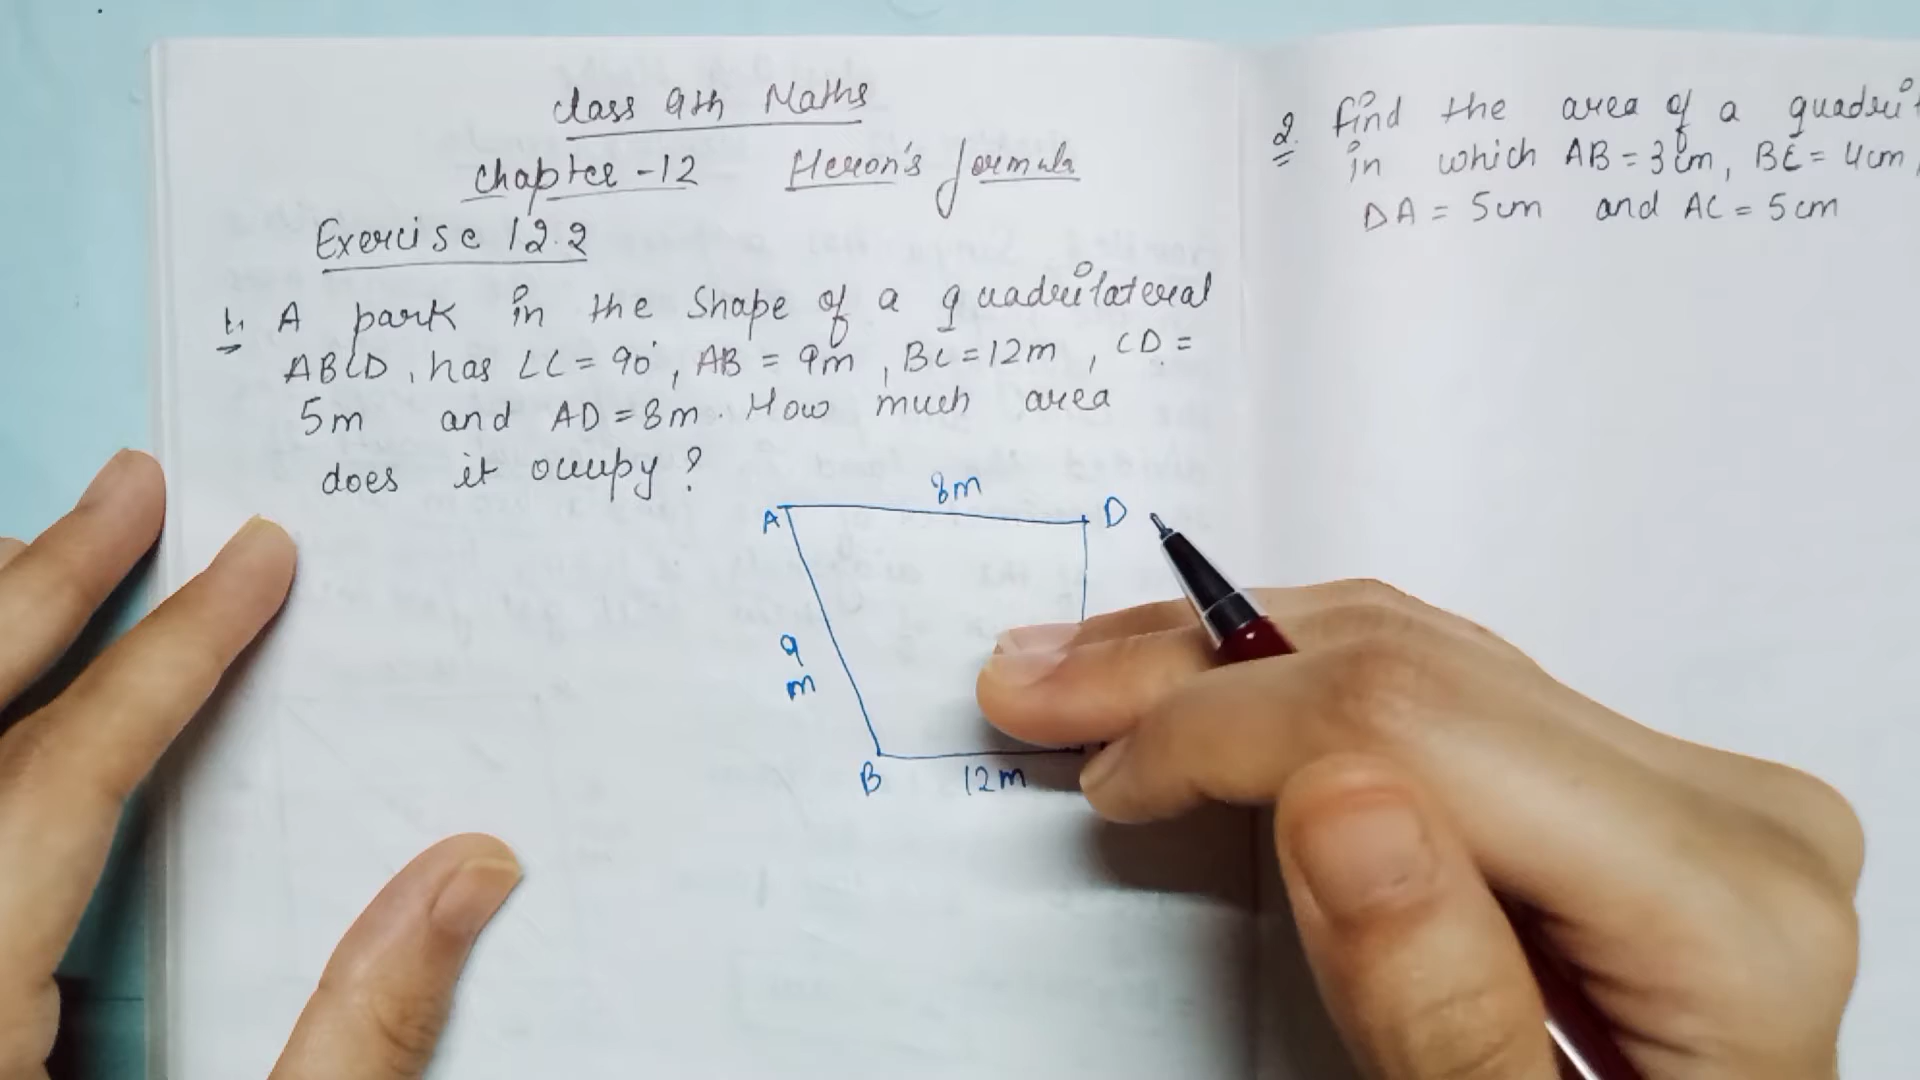 Class 9th Maths
Chapter-12 Heron's formula
Exercise 12.2
1. A park in the shape of a quadrilateral
ABCD, has ∠C = 90°, AB = 9m, BC = 12m, CD =
5m and AD = 8m. How much area
does it occupy?
8m
A D
9
m
B 12m
2. find the area of a
in which AB = 3cm, BC = 4cm,
DA = 5cm and AC = 5cm